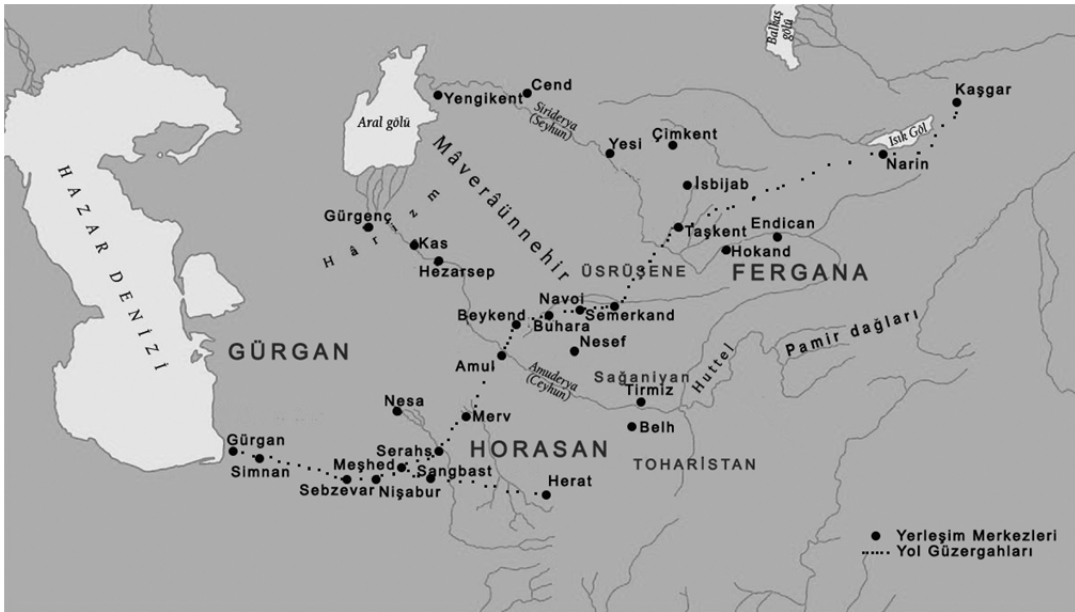 Balkaş
gölü
Kaşgar
Cend
Yengikent
Siriderya
(Seyhun)
Aral gölü
Çimkent
Yesi
Isık Göl
Narin
HAZAR DENİZİ
Mâverâünnehir
İsbijab
Gürgenç
Hârizm
Taşkent
Endican
Kas
Hokand
Hezarsep
ÜSRÜSENE
FERGANA
Navoi
Semerkand
Beykend
Buhara
Nesef
Pamir dağları
GÜRGAN
Amul
Huttel
Amuderya
(Ceyhun)
Sağaniyan
Tirmiz
Nesa
Merv
Belh
Gürgan
Serahs
HORASAN
Simnan
Meşhed
Sangbast
TOHARİSTAN
Sebzevar
Nişabur
Herat
Yerleşim Merkezleri
Yol Güzergahları